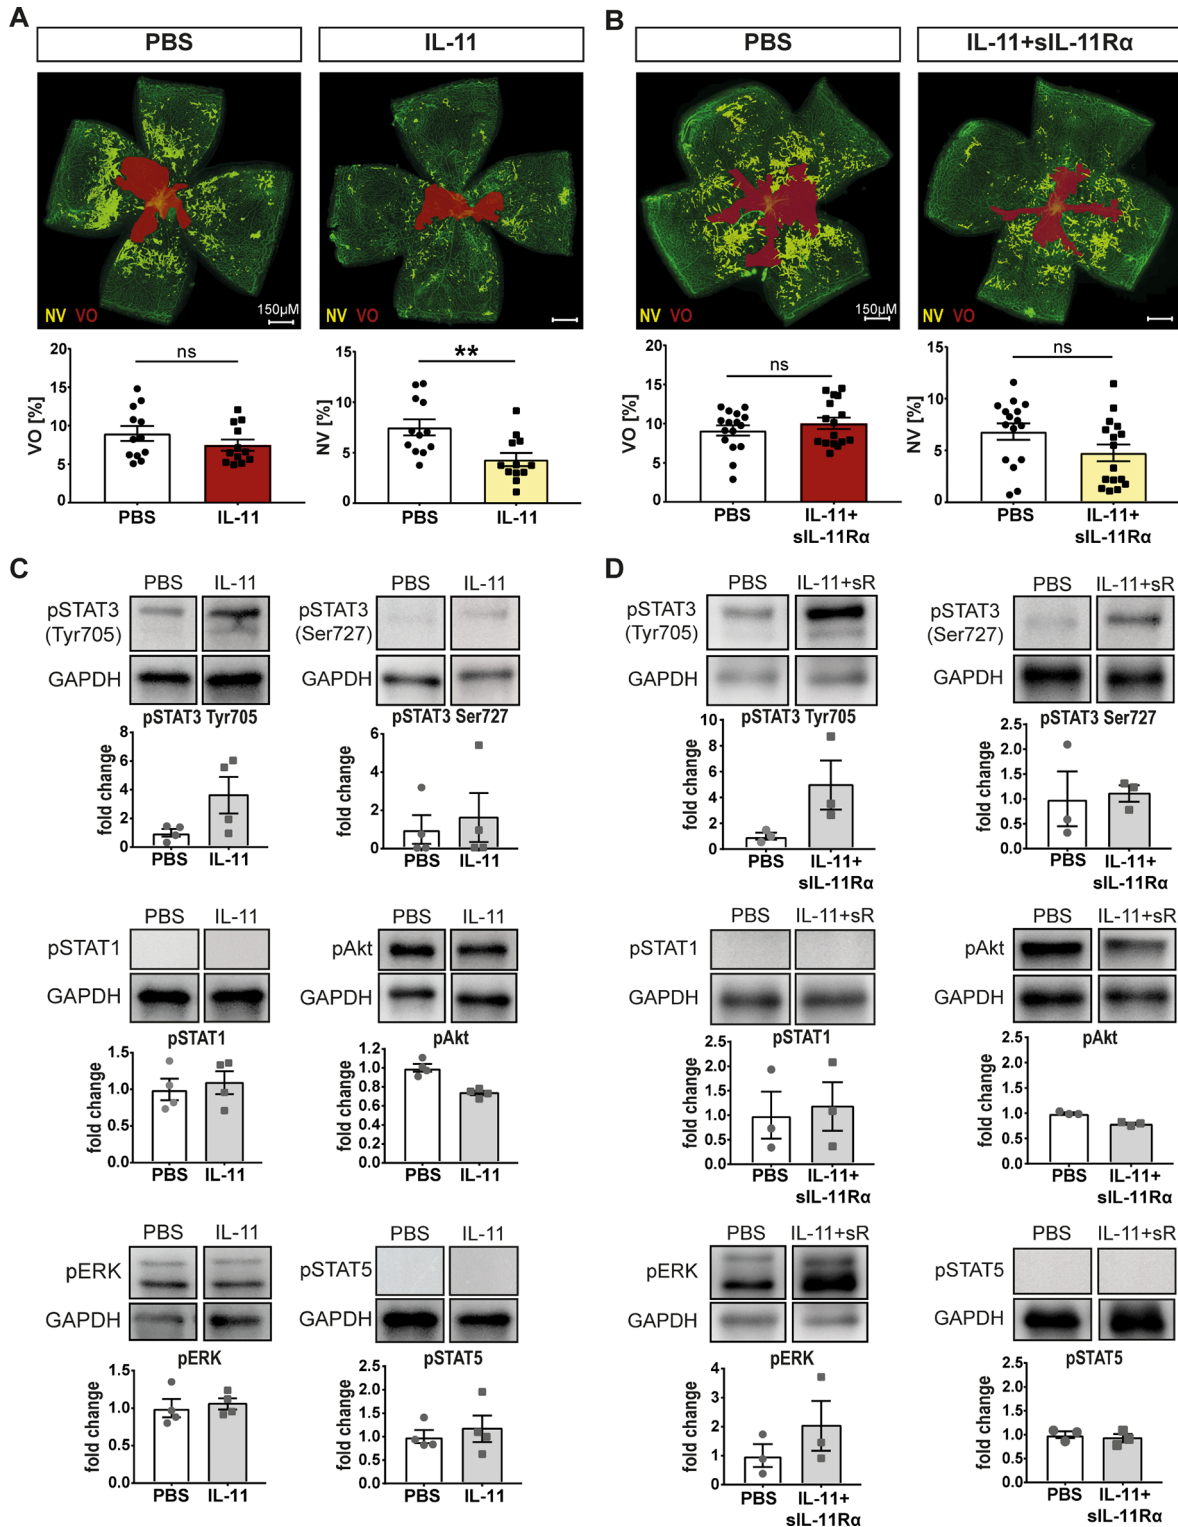 A
PBS
IL-11
B
PBS
IL-11+sIL-11Rα
NV VO
150µM
NV VO
NV VO
150µM
NV VO
VO [%]
20
15
10
5
0
ns
PBS
IL-11
NV [%]
15
10
5
0
**
PBS
IL-11
VO [%]
20
15
10
5
0
ns
PBS
IL-11+
sIL-11Rα
NV [%]
15
10
5
0
ns
PBS
IL-11+
sIL-11Rα
C
PBS
IL-11
pSTAT3
(Tyr705)
GAPDH
pSTAT3 Tyr705
fold change
8
6
4
2
0
PBS
IL-11
PBS
IL-11
pSTAT3
(Ser727)
GAPDH
pSTAT3 Ser727
fold change
6
4
2
0
PBS
IL-11
PBS
IL-11
pSTAT1
GAPDH
pSTAT1
fold change
1.5
1.0
0.5
0.0
PBS
IL-11
pAkt
GAPDH
pAkt
fold change
1.2
1.0
0.8
0.6
0.4
0.2
0.0
PBS
IL-11
PBS
IL-11
PBS
IL-11
pERK
GAPDH
pERK
fold change
1.5
1.0
0.5
0.0
PBS
IL-11
PBS
IL-11
pSTAT5
GAPDH
pSTAT5
fold change
2.5
2.0
1.5
1.0
0.5
0.0
PBS
IL-11
D
PBS
IL-11+sR
pSTAT3
(Tyr705)
GAPDH
pSTAT3 Tyr705
fold change
10
8
6
4
2
0
PBS
IL-11+
sIL-11Rα
PBS
IL-11+sR
pSTAT3
(Ser727)
GAPDH
pSTAT3 Ser727
fold change
2.5
2.0
1.5
1.0
0.5
0.0
PBS
IL-11+
sIL-11Rα
PBS
IL-11+sR
pSTAT1
GAPDH
pSTAT1
fold change
2.5
2.0
1.5
1.0
0.5
0.0
PBS
IL-11+
sIL-11Rα
PBS
IL-11+sR
pAkt
GAPDH
pAkt
fold change
2.5
2.0
1.5
1.0
0.5
0.0
PBS
IL-11+
sIL-11Rα
PBS
IL-11+sR
pERK
GAPDH
pERK
fold change
4
3
2
1
0
PBS
IL-11+
sIL-11Rα
PBS
IL-11+sR
pSTAT5
GAPDH
pSTAT5
fold change
2.5
2.0
1.5
1.0
0.5
0.0
PBS
IL-11+
sIL-11Rα